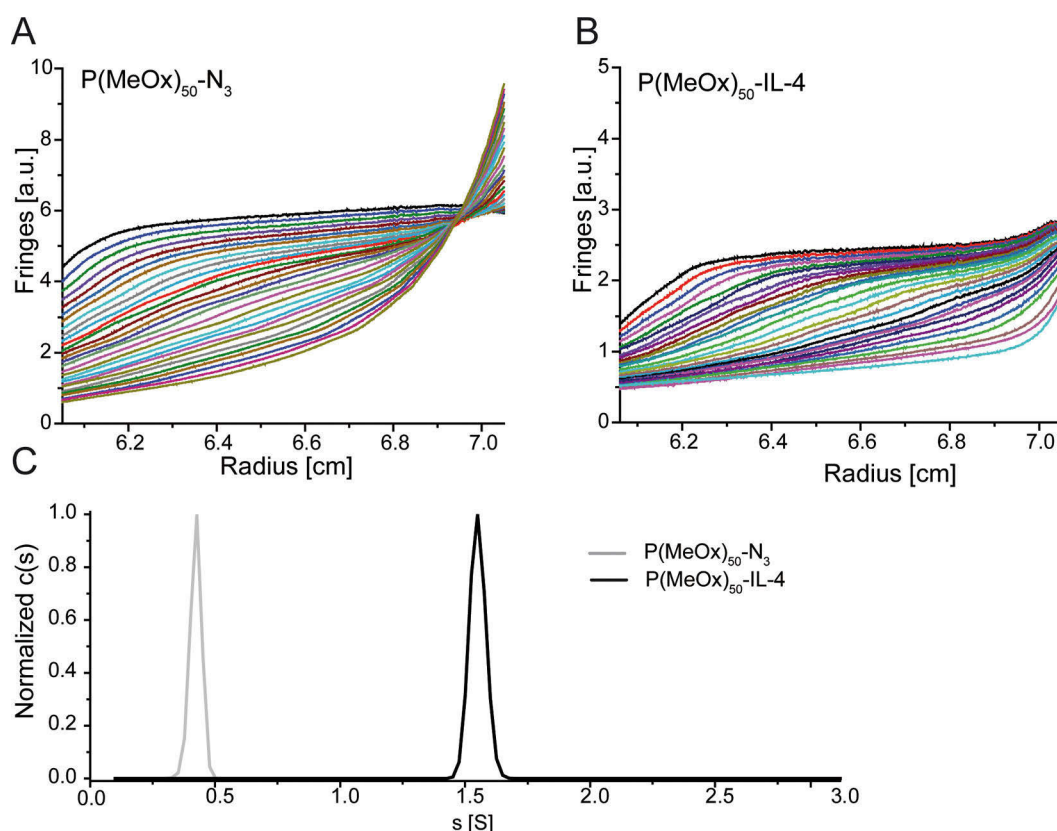 A
P(MeOx)₅₀-N₃
Fringes [a.u.]
10
8
6
4
2
0
6.2 6.4 6.6 6.8 7.0
Radius [cm]
B
P(MeOx)₅₀-IL-4
Fringes [a.u.]
5
4
3
2
1
0
6.2 6.4 6.6 6.8 7.0
Radius [cm]
C
Normalized c(s)
1.0
0.8
0.6
0.4
0.2
0.0
0.0 0.5 1.0 1.5 2.0 2.5 3.0
s [S]
P(MeOx)₅₀-N₃
P(MeOx)₅₀-IL-4